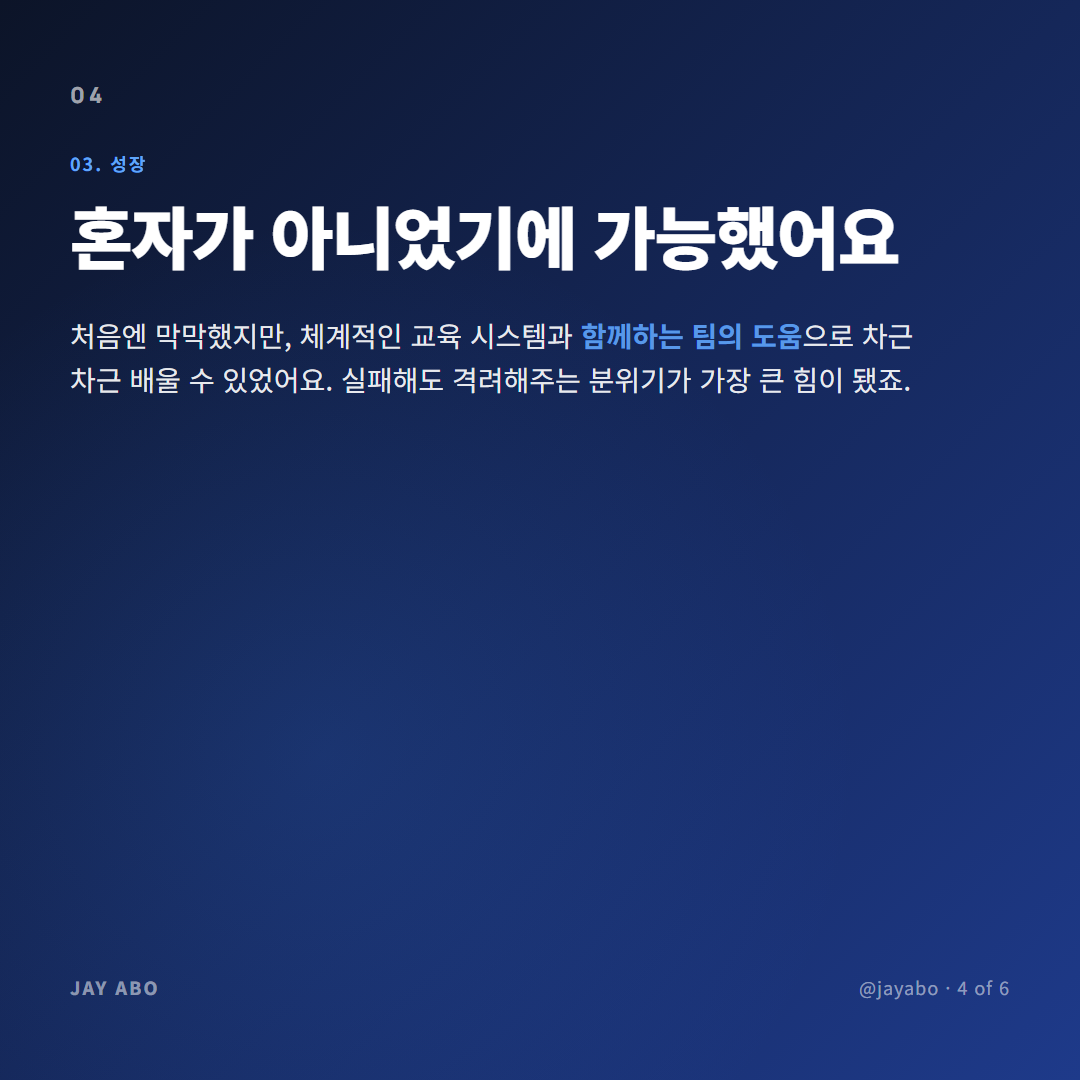 04
03. 성장
혼자가 아니었기에 가능했어요
처음엔 막막했지만, 체계적인 교육 시스템과 함께하는 팀의 도움으로 차근
차근 배울 수 있었어요. 실패해도 격려해주는 분위기가 가장 큰 힘이 됐죠.
JAY ABO
@jayabo · 4 of 6